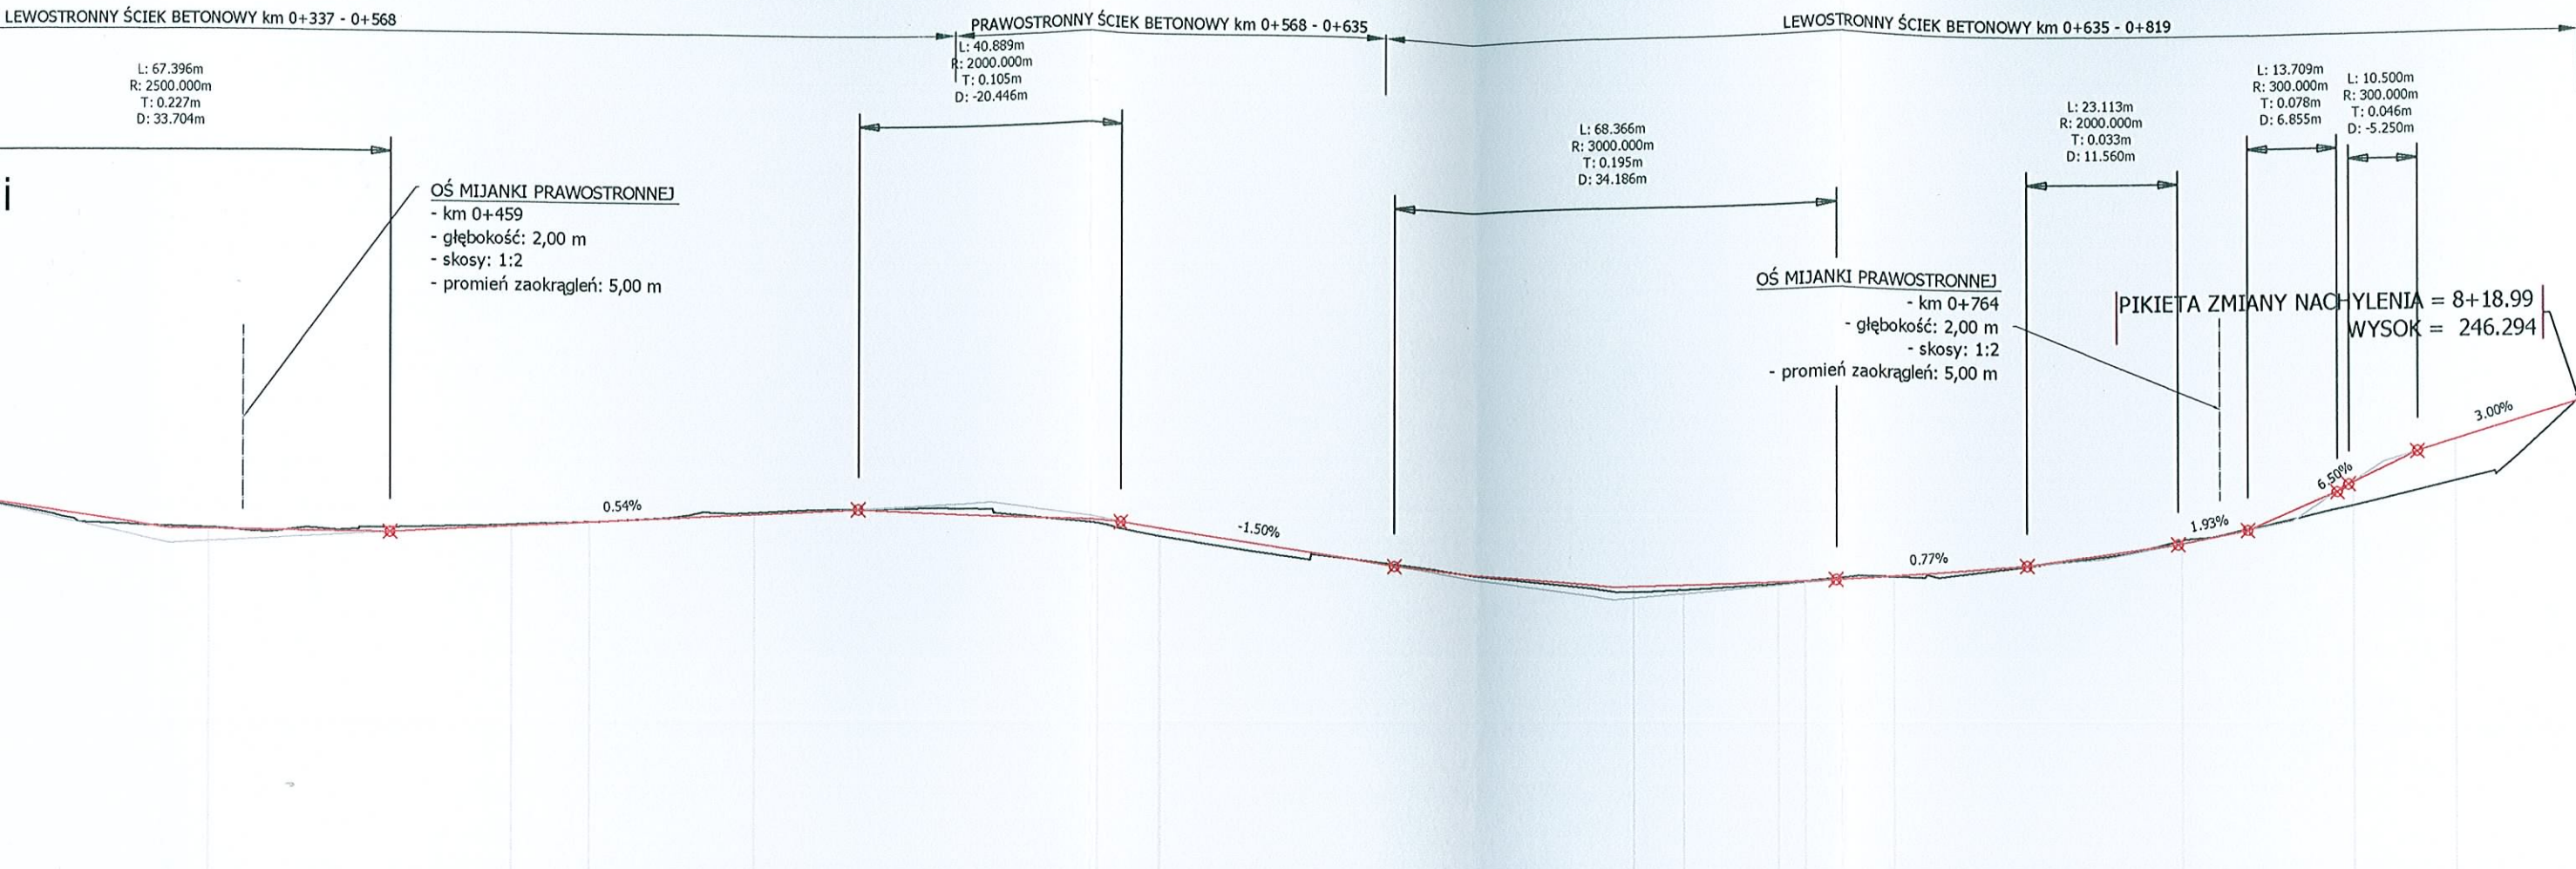 LEWOSTRONNY ŚCIEK BETONOWY km 0+337 - 0+568
PRAWOSTRONNY ŚCIEK BETONOWY km 0+568 - 0+635
LEWOSTRONNY ŚCIEK BETONOWY km 0+635 - 0+819
L: 67.396m
R: 2500.000m
T: 0.227m
D: 33.704m
L: 40.889m
R: 2000.000m
T: 0.105m
D: -20.446m
L: 68.366m
R: 3000.000m
T: 0.195m
D: 34.186m
L: 23.113m
R: 2000.000m
T: 0.033m
D: 11.560m
L: 13.709m
R: 300.000m
T: 0.078m
D: 6.855m
L: 10.500m
R: 300.000m
T: 0.046m
D: -5.250m
i
OŚ MIJANKI PRAWOSTRONNEJ
- km 0+459
- głębokość: 2,00 m
- skosy: 1:2
- promień zaokrągleń: 5,00 m
OŚ MIJANKI PRAWOSTRONNEJ
- km 0+764
- głębokość: 2,00 m
- skosy: 1:2
- promień zaokrągleń: 5,00 m
PIKIETA ZMIANY NACHYLENIA = 8+18.99
WYSOK = 246.294
0.54%
-1.50%
0.77%
1.93%
6.50%
3.00%